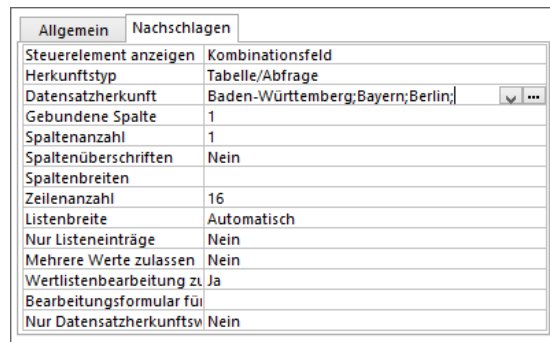 Allgemein Nachschlagen
Steuerelement anzeigen Kombinationsfeld
Herkunftstyp Tabelle/Abfrage
Datensatzherkunft Baden-Württemberg;Bayern;Berlin;
Gebundene Spalte 1
Spaltenanzahl 1
Spaltenüberschriften Nein
Spaltenbreiten
Zeilenanzahl 16
Listenbreite Automatisch
Nur Listeneinträge Nein
Mehrere Werte zulassen Nein
Wertlistenbearbeitung zu Ja
Bearbeitungsformular für
Nur Datensatzherkunftsw Nein